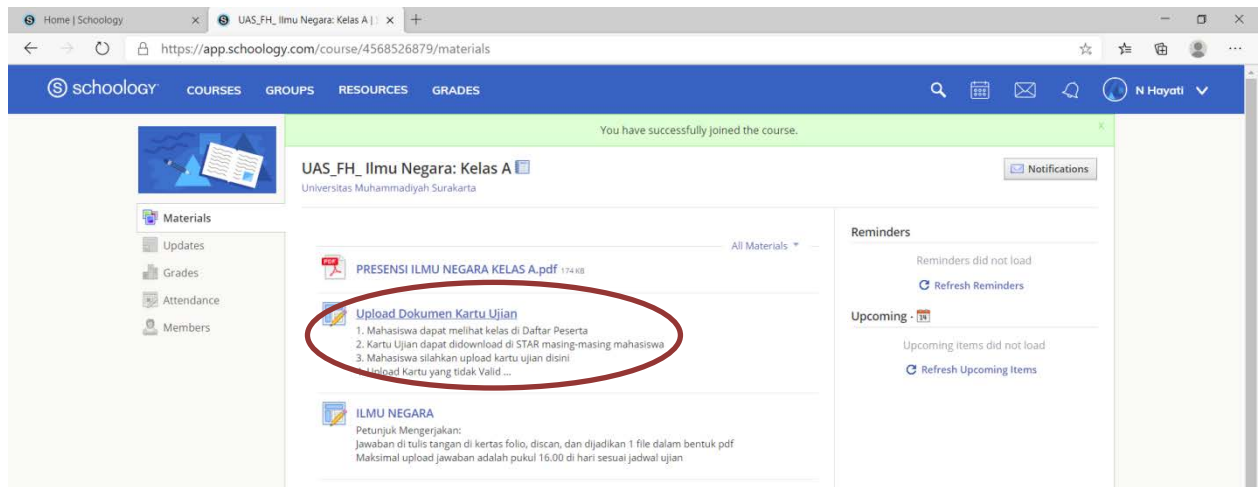 Home | Schoology
UAS_FH_ Ilmu Negara: Kelas A |
https://app.schoology.com/course/4568526879/materials
S schoology COURSES GROUPS RESOURCES GRADES N Hayati
You have successfully joined the course. x
UAS_FH_ Ilmu Negara: Kelas A
Notifications
Universitas Muhammadiyah Surakarta
Materials
Updates
Grades
Attendance
Members
All Materials
PRESENSI ILMU NEGARA KELAS A.pdf 174 KB
Upload Dokumen Kartu Ujian
1. Mahasiswa dapat melihat kelas di Daftar Peserta
2. Kartu Ujian dapat didownload di STAR masing-masing mahasiswa
3. Mahasiswa silahkan upload kartu ujian disini
Upload Kartu yang tidak Valid ...
ILMU NEGARA
Petunjuk Mengerjakan:
Jawaban di tulis tangan di kertas folio, discan, dan dijadikan 1 file dalam bentuk pdf
Maksimal upload jawaban adalah pukul 16.00 di hari sesuai jadwal ujian
Reminders
Reminders did not load
Refresh Reminders
Upcoming ·
Upcoming items did not load
Refresh Upcoming Items